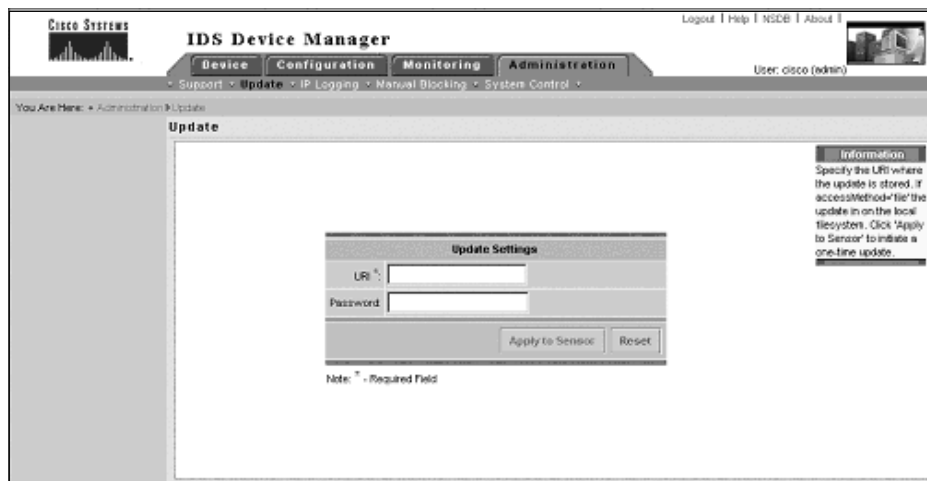 CISCO SYSTEMS
Logout | Help | NSDB | About |
IDS Device Manager
Device Configuration Monitoring Administration
User: cisco (admin)
Support Update IP Logging Manual Blocking System Control
You Are Here: Administration Update
Update
Information
Specify the URI where
the update is stored. If
accessMethod='file' the
update in on the local
filesystem. Click 'Apply
to Sensor' to initiate a
one-time update.
Update Settings
URI *:
Password:
Apply to Sensor Reset
Note: * - Required Field